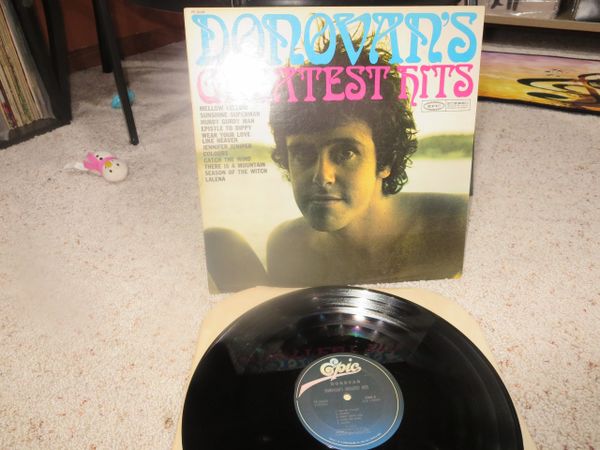 DONOVAN'S
GREATEST HITS
MELLOW YELLOW
SUNSHINE SUPERMAN
HURDY GURDY MAN
EPISTLE TO DIPPY
WEAR YOUR LOVE
LIKE HEAVEN
JENNIFER JUNIPER
COLOURS
CATCH THE WIND
THERE IS A MOUNTAIN
SEASON OF THE WITCH
LALENA
EPIC
Epic
DONOVAN
DONOVAN'S GREATEST HITS